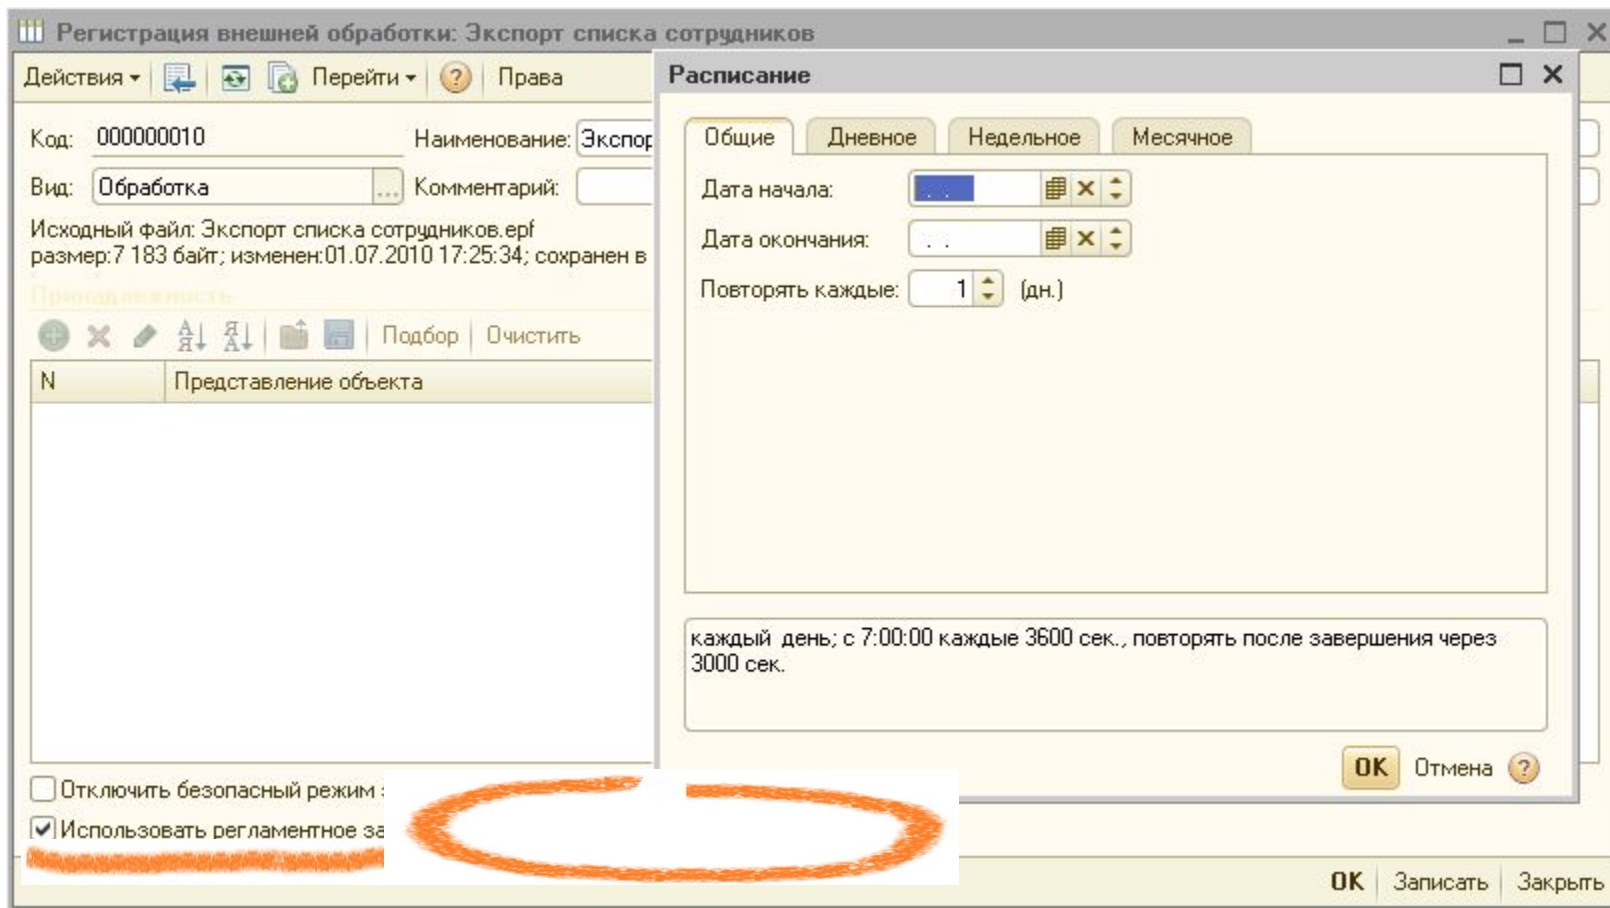 Регистрация внешней обработки: Экспорт списка сотрудников
Действия
Перейти
Права
Код: 000000010
Наименование: Экспор
Вид: Обработка
Комментарий:
Исходный файл: Экспорт списка сотрудников.epf
размер:7 183 байт; изменен:01.07.2010 17:25:34; сохранен в
Принадлежность
Подбор
Очистить
N
Представление объекта
Отключить безопасный режим
Использовать регламентное за
Расписание
Общие
Дневное
Недельное
Месячное
Дата начала:
Дата окончания:
Повторять каждые: 1 (дн.)
каждый день; с 7:00:00 каждые 3600 сек., повторять после завершения через
3000 сек.
OK
Отмена
OK
Записать
Закрыть